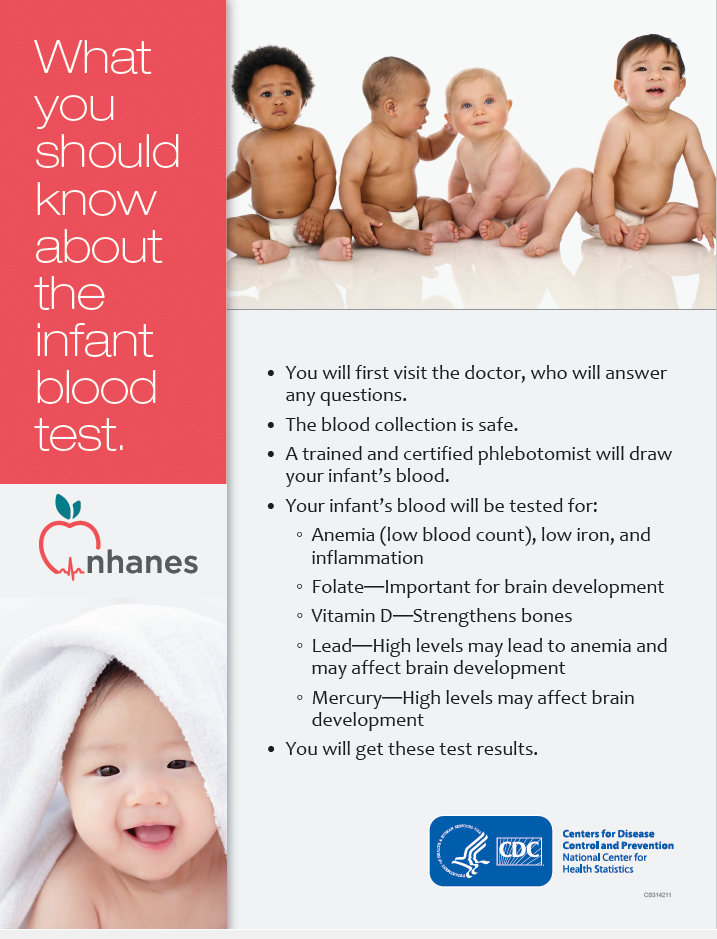 What
you
should
know
about
the
infant
blood
test.
nhanes
• You will first visit the doctor, who will answer
any questions.
• The blood collection is safe.
• A trained and certified phlebotomist will draw
your infant’s blood.
• Your infant’s blood will be tested for:
◦ Anemia (low blood count), low iron, and
inflammation
◦ Folate—Important for brain development
◦ Vitamin D—Strengthens bones
◦ Lead—High levels may lead to anemia and
may affect brain development
◦ Mercury—High levels may affect brain
development
• You will get these test results.
CDC
Centers for Disease
Control and Prevention
National Center for
Health Statistics
CS314211